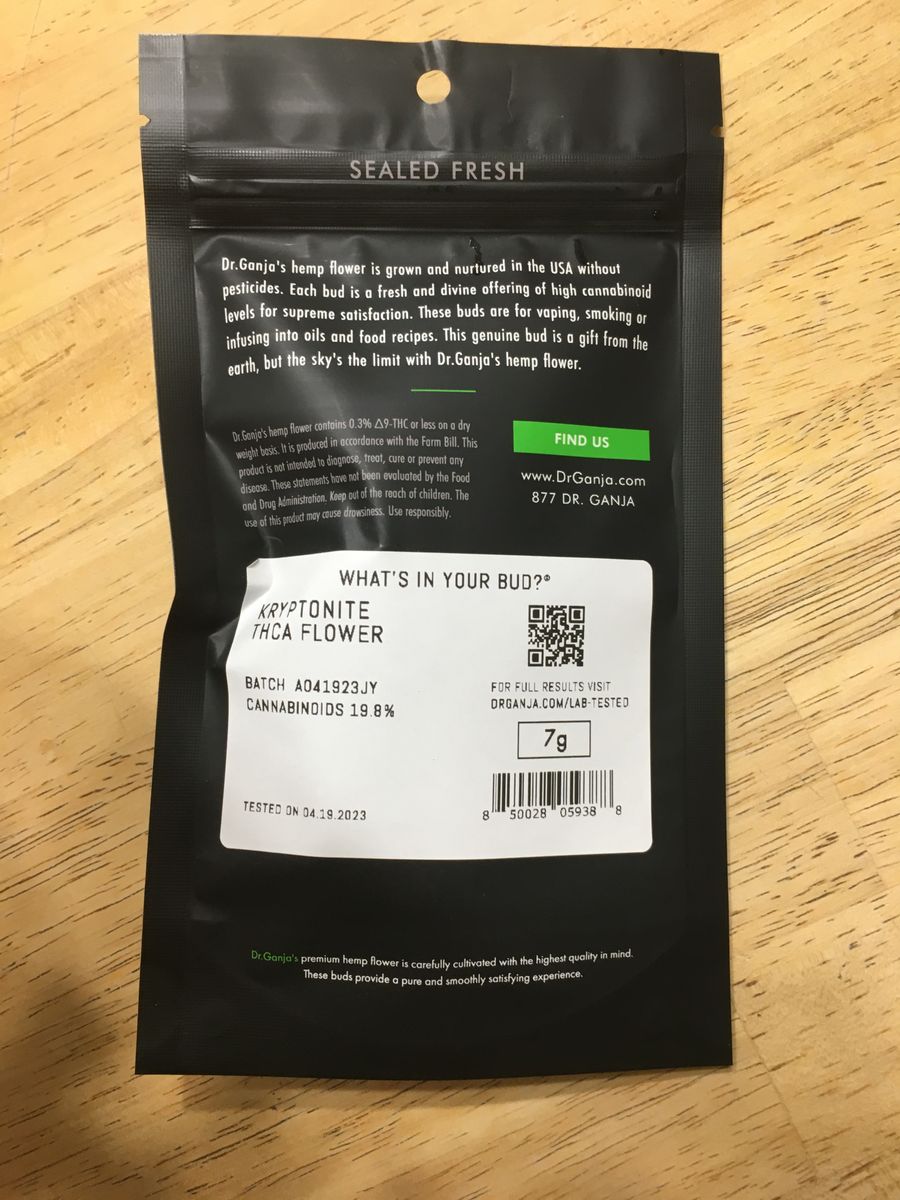 SEALED FRESH
Dr.Ganja's hemp flower is grown and nurtured in the USA without
pesticides. Each bud is a fresh and divine offering of high cannabinoid
levels for supreme satisfaction. These buds are for vaping, smoking or
infusing into oils and food recipes. This genuine bud is a gift from the
earth, but the sky's the limit with Dr.Ganja's hemp flower.
Dr.Ganja's hemp flower contains 0.3% Δ9-THC or less on a dry
weight basis. It is produced in accordance with the Farm Bill. This
product is not intended to diagnose, treat, cure or prevent any
disease. These statements have not been evaluated by the Food
and Drug Administration. Keep out of the reach of children. The
use of this product may cause drowsiness. Use responsibly.
FIND US
www.DrGanja.com
877 DR. GANJA
WHAT'S IN YOUR BUD?®
KRYPTONITE
THCA FLOWER
BATCH A041923JY
CANNABINOIDS 19.8%
TESTED ON 04.19.2023
FOR FULL RESULTS VISIT
DRGANJA.COM/LAB-TESTED
7g
8 50028 05938 8
Dr.Ganja's premium hemp flower is carefully cultivated with the highest quality in mind.
These buds provide a pure and smoothly satisfying experience.